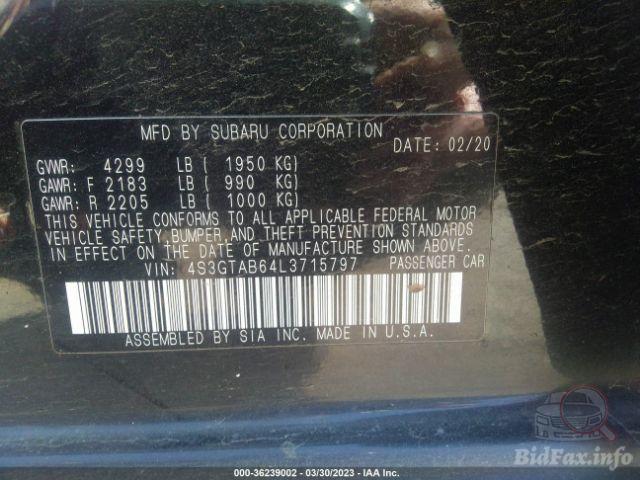 MFD BY SUBARU CORPORATION
DATE: 02/20
GVWR: 4299 LB ( 1950 KG)
GAWR: F 2183 LB ( 990 KG)
GAWR: R 2205 LB ( 1000 KG)
THIS VEHICLE CONFORMS TO ALL APPLICABLE FEDERAL MOTOR
VEHICLE SAFETY, BUMPER, AND THEFT PREVENTION STANDARDS
IN EFFECT ON THE DATE OF MANUFACTURE SHOWN ABOVE.
VIN: 4S3GTAB64L3715797 PASSENGER CAR
ASSEMBLED BY SIA INC. MADE IN U.S.A.
BidFax.info
000-36239002 - 03/30/2023 - IAA Inc.